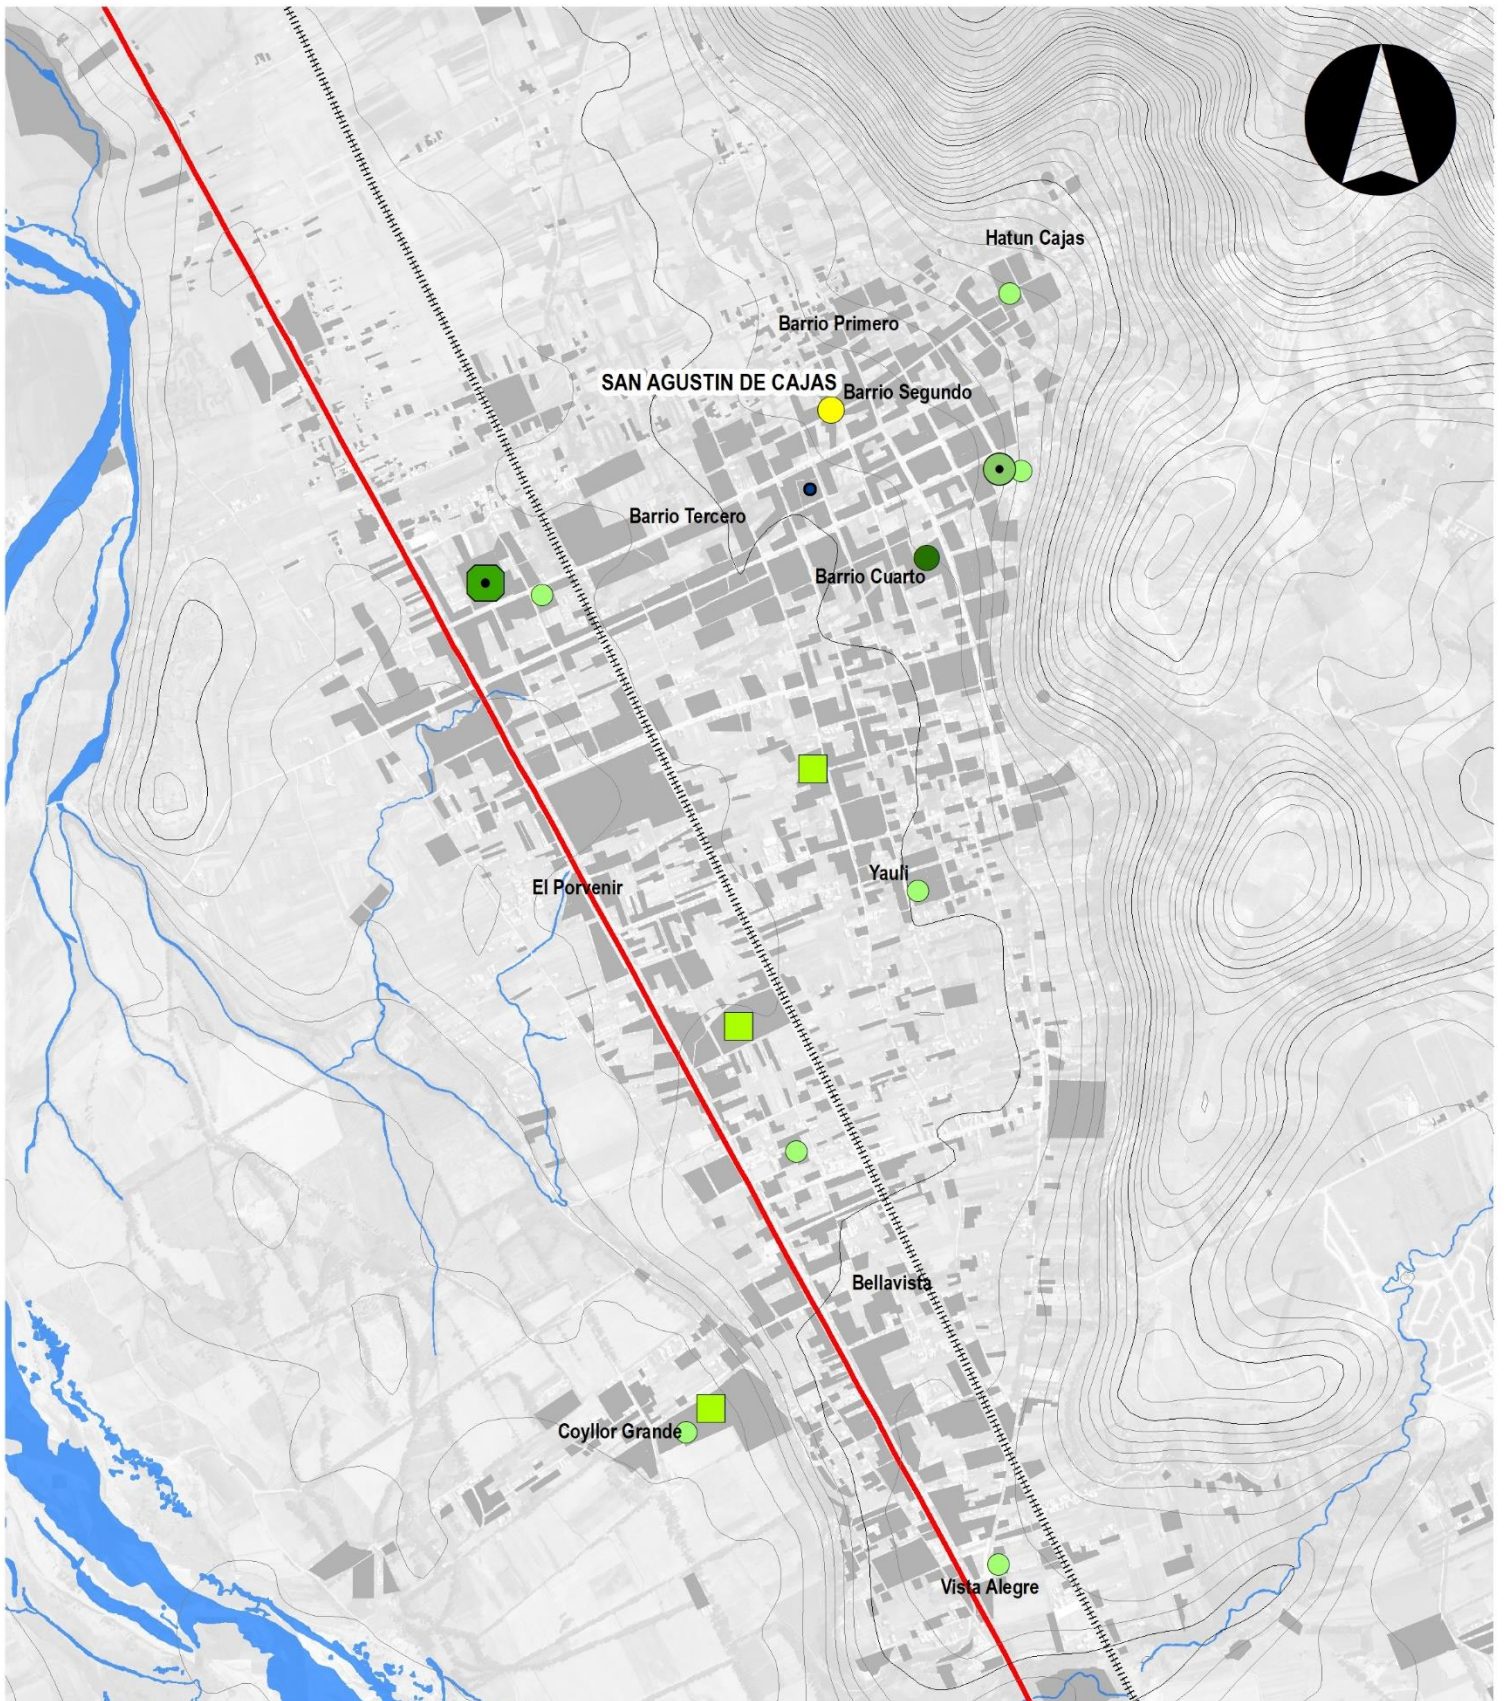 Hatun Cajas
Barrio Primero
SAN AGUSTIN DE CAJAS
Barrio Segundo
Barrio Tercero
Barrio Cuarto
Yauli
El Porvenir
Bellavista
Coyllor Grande
Vista Alegre